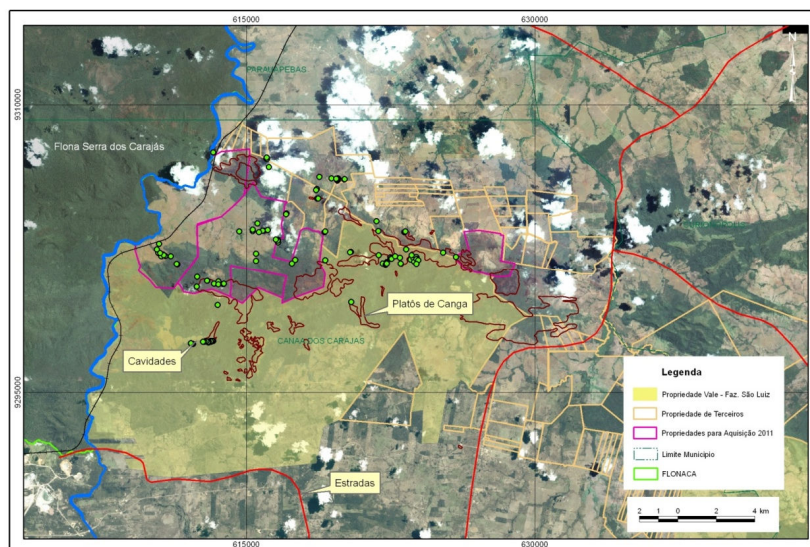 615000
630000
N
PARAUAPEBAS
9310000
9310000
Flona Serra dos Carajás
Platôs de Canga
CANAÃ DOS CARAJÁS
Cavidades
9295000
9295000
Estradas
Legenda
Propriedade Vale - Faz. São Luiz
Propriedade de Terceiros
Propriedades para Aquisição 2011
Limite Município
FLONACA
2 1 0 2 4 km
615000
630000